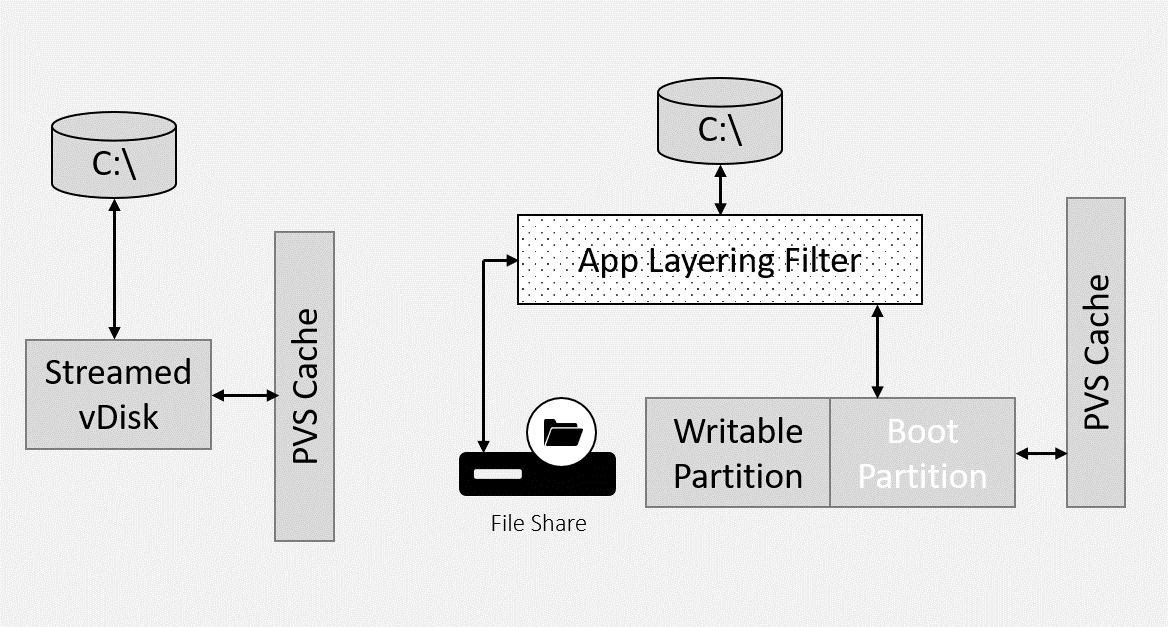 C:\
Streamed
vDisk
PVS Cache
C:\
App Layering Filter
File Share
Writable
Partition
Boot
Partition
PVS Cache